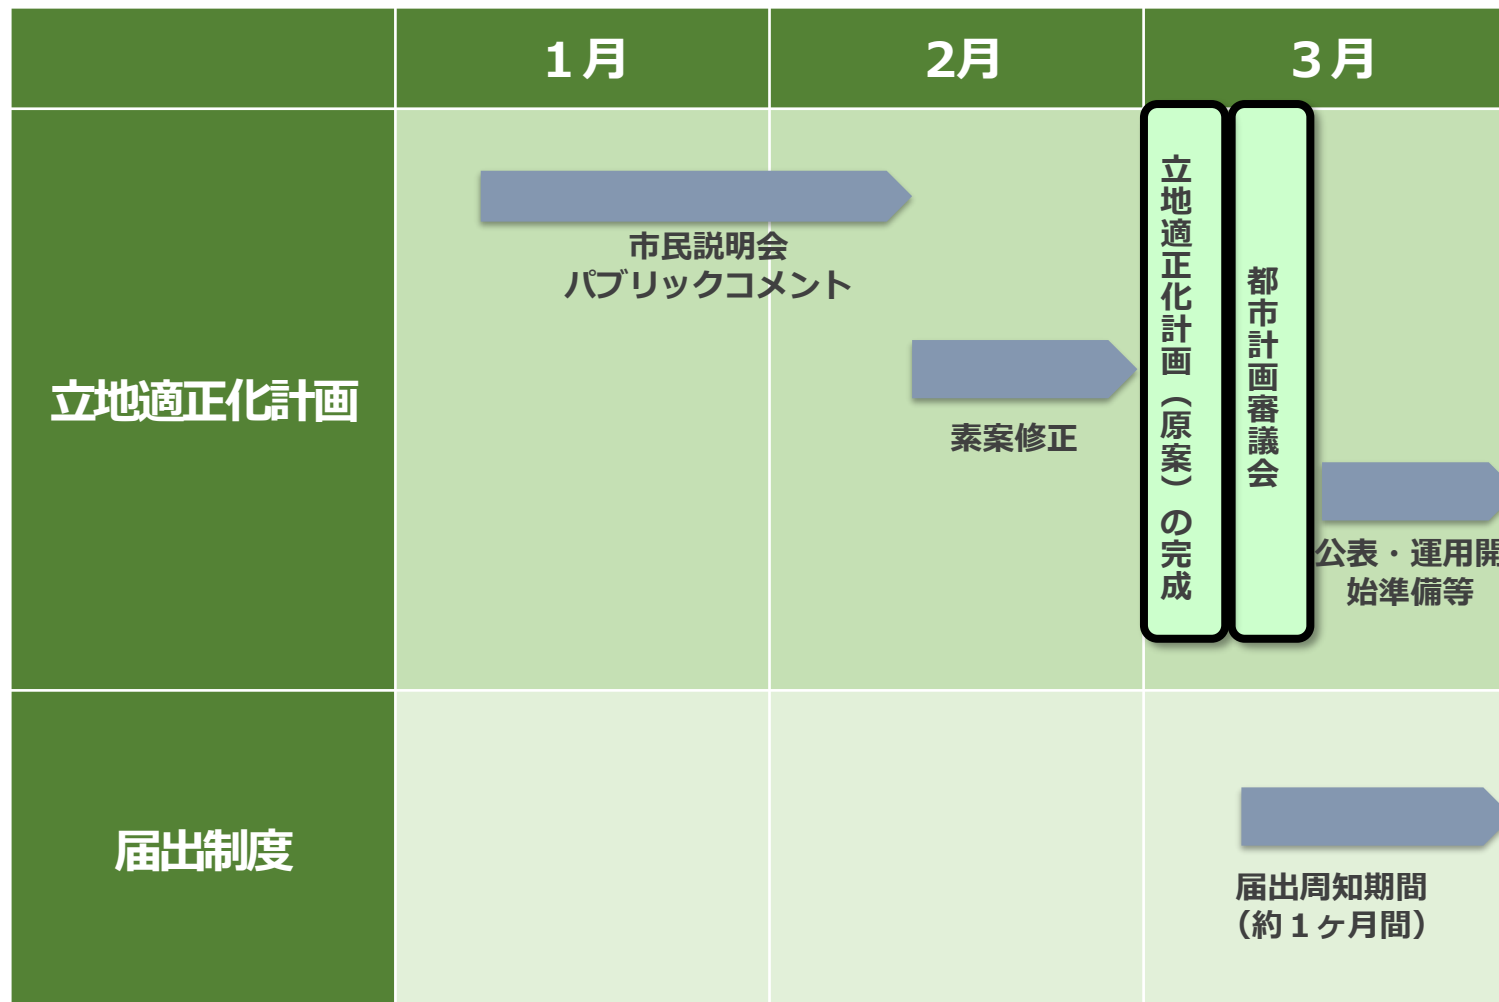 １月
2月
３月
立地適正化計画
市民説明会
パブリックコメント
素案修正
立地適正化計画（原案）の完成
都市計画審議会
公表・運用開
始準備等
届出制度
届出周知期間
（約１ヶ月間）